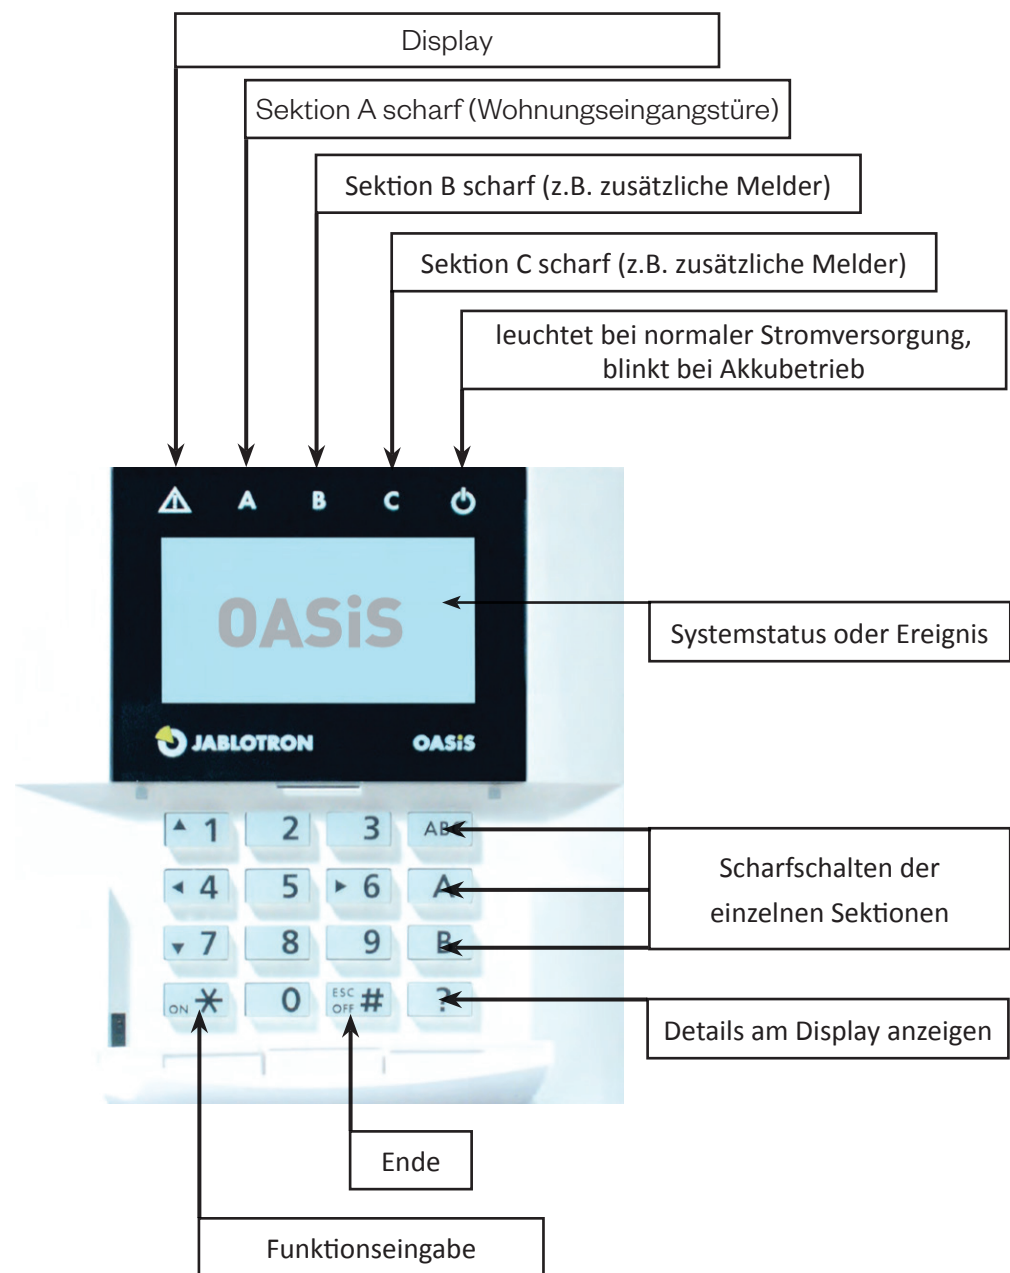 Display
Sektion A scharf (Wohnungseingangstüre)
Sektion B scharf (z.B. zusätzliche Melder)
Sektion C scharf (z.B. zusätzliche Melder)
leuchtet bei normaler Stromversorgung,
blinkt bei Akkubetrieb
A B C
OASiS
Systemstatus oder Ereignis
JABLOTRON OASiS
1 2 3 ABC
4 5 6 A
Scharfschalten der
einzelnen Sektionen
7 8 9 B
ON * 0 ESC OFF # ?
Details am Display anzeigen
Ende
Funktionseingabe